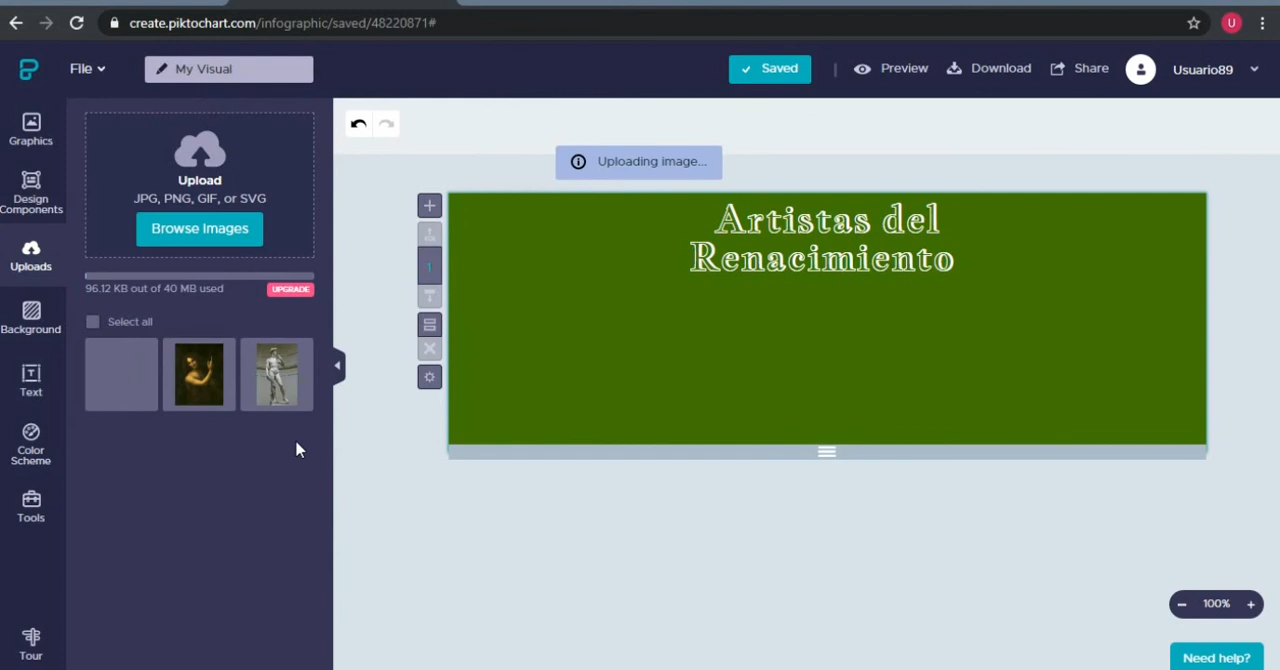 create.piktochart.com/infographic/saved/48220871#
U
File
My Visual
Saved
Preview
Download
Share
Usuario89
Graphics
Design
Components
Uploads
Background
Text
Color
Scheme
Tools
Tour
Upload
JPG, PNG, GIF, or SVG
Browse Images
96.12 KB out of 40 MB used
UPGRADE
Select all
Uploading image...
1
Artistas del
Renacimiento
100%
Need help?